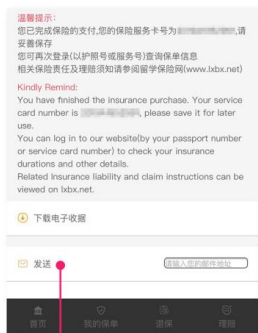 温馨提示:
您已完成保险的支付,您的保险服务卡号为 ,请
妥善保存
您可再次登录(以护照号或服务号)查询保单信息
相关保险责任及理赔须知请参阅留学保险网(www.lxbx.net)
Kindly Remind:
You have finished the insurance purchase. Your service
card number is , please save it for later
use.
You can log in to our website(by your passport number
or service card number) to check your insurance
durations and other details.
Related Insurance liability and claim instructions can be
viewed on lxbx.net.
下载电子收据
发送 请输入您的邮件地址
首页 我的保单 退保 理赔